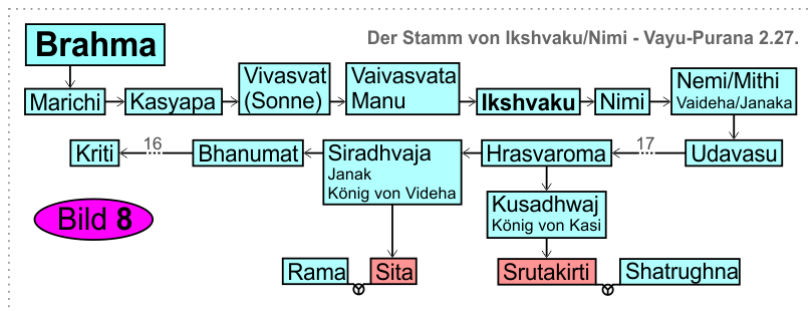 Brahma
Der Stamm von Ikshvaku/Nimi - Vayu-Purana 2.27.
Marichi
Kasyapa
Vivasvat
(Sonne)
Vaivasvata
Manu
Ikshvaku
Nimi
Nemi/Mithi
Vaideha/Janaka
Kriti
16
Bhanumat
Siradhvaja
Janak
König von Videha
Hrasvaroma
17
Udavasu
Bild 8
Kusadhwaj
König von Kasi
Rama
Sita
Srutakirti
Shatrughna